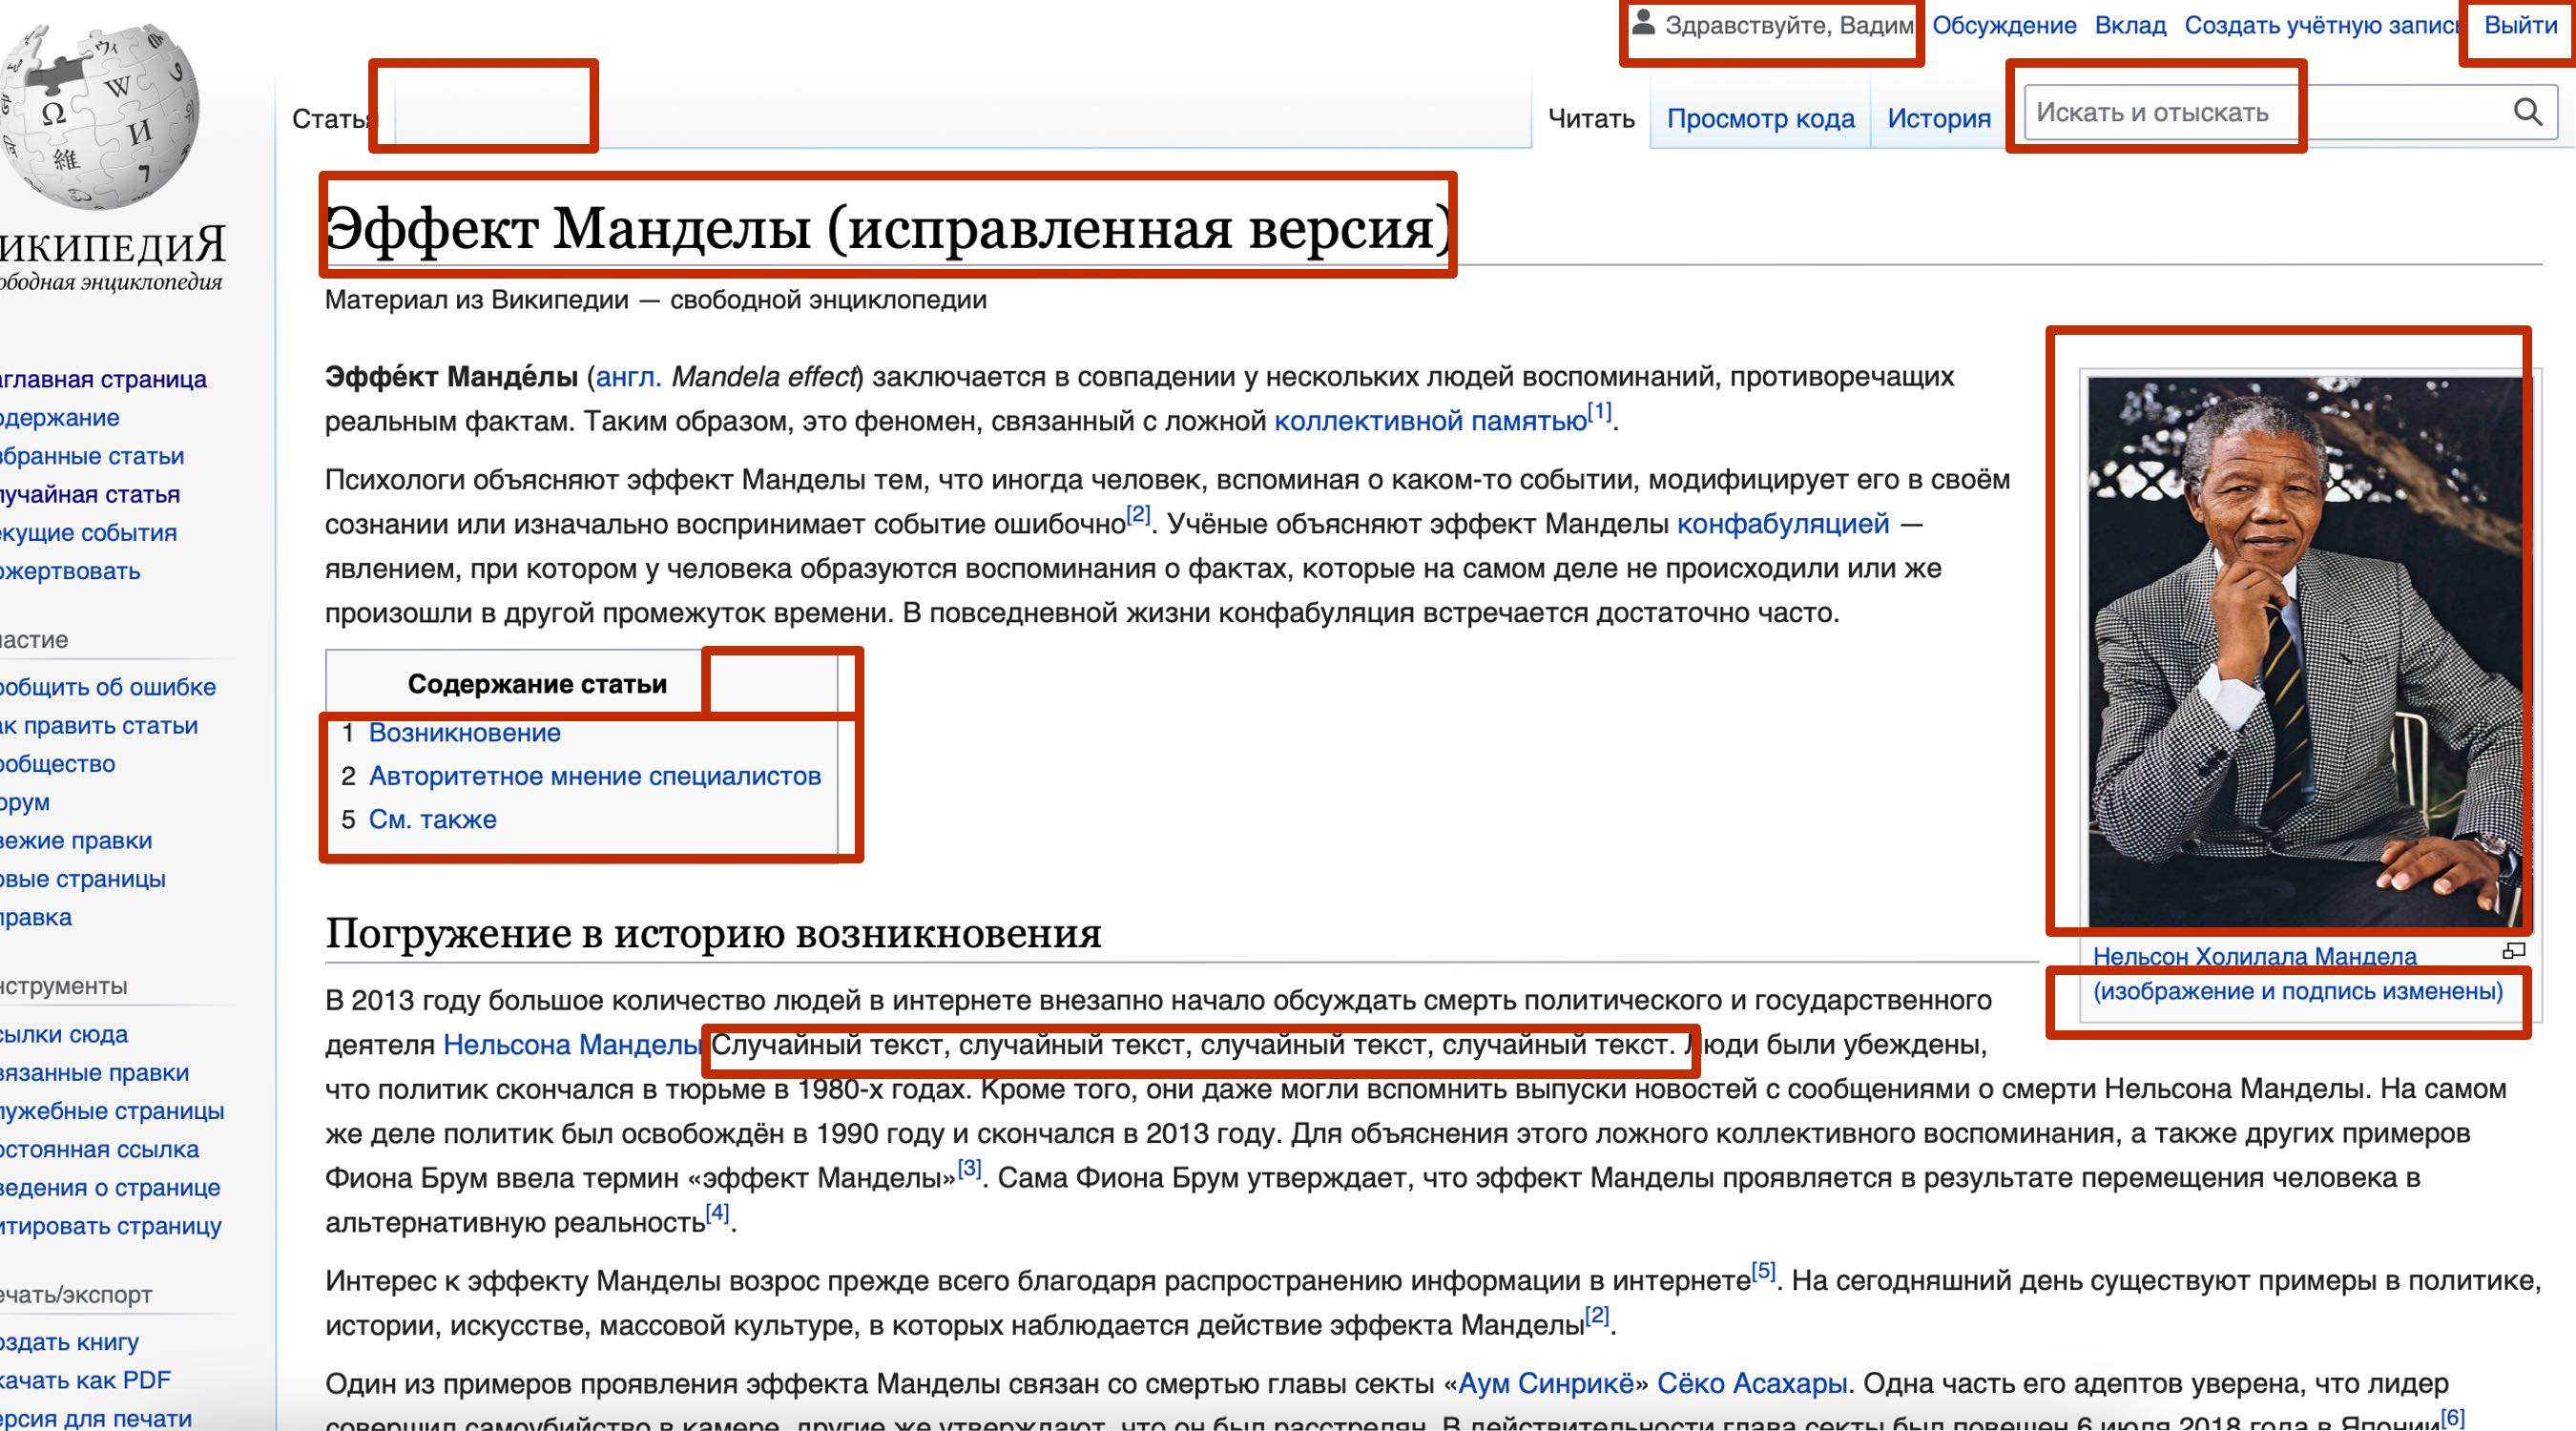 Здравствуйте, Вадим Обсуждение Вклад Создать учётную запись Выйти
Статья Читать Просмотр кода История Искать и отыскать
W Ω И 維
ИКИПЕДИЯ
ободная энциклопедия
Эффект Манделы (исправленная версия)
Материал из Википедии — свободной энциклопедии
аглавная страница
одержание
збранные статьи
лучайная статья
екущие события
ожертвовать
частие
ообщить об ошибке
ак править статьи
ообщество
орум
вежие правки
овые страницы
правка
нструменты
сылки сюда
вязанные правки
лужебные страницы
остоянная ссылка
ведения о странице
итировать страницу
ечать/экспорт
оздать книгу
качать как PDF
ерсия для печати
Эффе́кт Манде́лы (англ. Mandela effect) заключается в совпадении у нескольких людей воспоминаний, противоречащих
реальным фактам. Таким образом, это феномен, связанный с ложной коллективной памятью[1].
Психологи объясняют эффект Манделы тем, что иногда человек, вспоминая о каком-то событии, модифицирует его в своём
сознании или изначально воспринимает событие ошибочно[2]. Учёные объясняют эффект Манделы конфабуляцией —
явлением, при котором у человека образуются воспоминания о фактах, которые на самом деле не происходили или же
произошли в другой промежуток времени. В повседневной жизни конфабуляция встречается достаточно часто.
Содержание статьи
1 Возникновение
2 Авторитетное мнение специалистов
5 См. также
Нельсон Холилала Мандела
(изображение и подпись изменены)
Погружение в историю возникновения
В 2013 году большое количество людей в интернете внезапно начало обсуждать смерть политического и государственного
деятеля Нельсона Манделы Случайный текст, случайный текст, случайный текст, случайный текст. Люди были убеждены,
что политик скончался в тюрьме в 1980-х годах. Кроме того, они даже могли вспомнить выпуски новостей с сообщениями о смерти Нельсона Манделы. На самом
же деле политик был освобождён в 1990 году и скончался в 2013 году. Для объяснения этого ложного коллективного воспоминания, а также других примеров
Фиона Брум ввела термин «эффект Манделы»[3]. Сама Фиона Брум утверждает, что эффект Манделы проявляется в результате перемещения человека в
альтернативную реальность[4].
Интерес к эффекту Манделы возрос прежде всего благодаря распространению информации в интернете[5]. На сегодняшний день существуют примеры в политике,
истории, искусстве, массовой культуре, в которых наблюдается действие эффекта Манделы[2].
Один из примеров проявления эффекта Манделы связан со смертью главы секты «Аум Синрикё» Сёко Асахары. Одна часть его адептов уверена, что лидер
совершил самоубийство в камере, другие же утверждают, что он был расстрелян. В действительности глава секты был повешен 6 июля 2018 года в Японии[6]